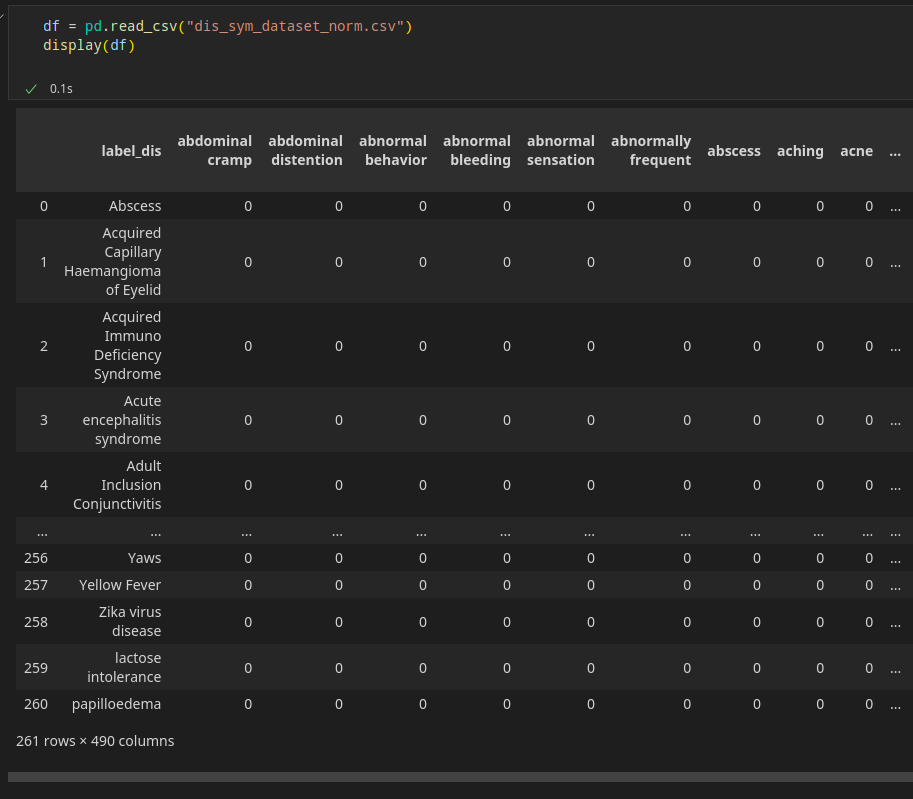 df = pd.read_csv("dis_sym_dataset_norm.csv")
display(df)
0.1s
label_dis abdominal cramp abdominal distention abnormal behavior abnormal bleeding abnormal sensation abnormally frequent abscess aching acne ...
0 Abscess 0 0 0 0 0 0 0 0 0 ...
1 Acquired Capillary Haemangioma of Eyelid 0 0 0 0 0 0 0 0 0 ...
2 Acquired Immuno Deficiency Syndrome 0 0 0 0 0 0 0 0 0 ...
3 Acute encephalitis syndrome 0 0 0 0 0 0 0 0 0 ...
4 Adult Inclusion Conjunctivitis 0 0 0 0 0 0 0 0 0 ...
... ... ... ... ... ... ... ... ... ... ... ...
256 Yaws 0 0 0 0 0 0 0 0 0 ...
257 Yellow Fever 0 0 0 0 0 0 0 0 0 ...
258 Zika virus disease 0 0 0 0 0 0 0 0 0 ...
259 lactose intolerance 0 0 0 0 0 0 0 0 0 ...
260 papilloedema 0 0 0 0 0 0 0 0 0 ...
261 rows × 490 columns